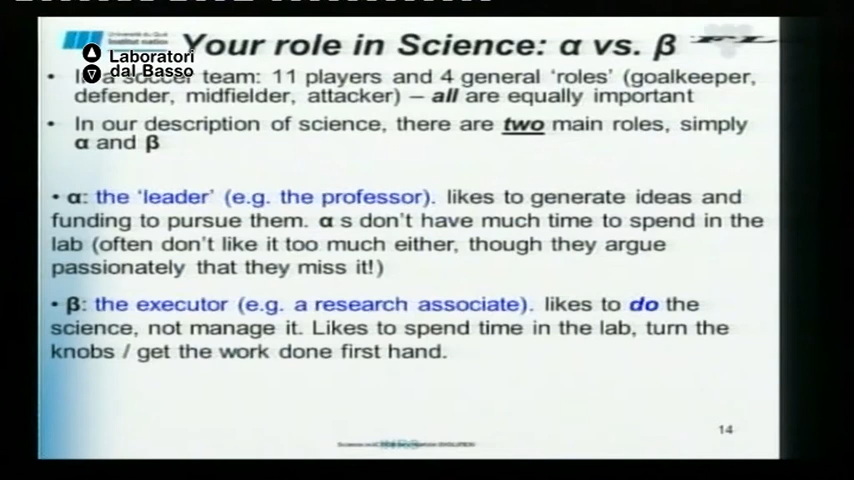 Your role in Science: α vs. β
Laboratori
dal Basso
• soccer team: 11 players and 4 general 'roles' (goalkeeper,
defender, midfielder, attacker) – all are equally important
• In our description of science, there are two main roles, simply
α and β
• α: the 'leader' (e.g. the professor). likes to generate ideas and
funding to pursue them. α s don't have much time to spend in the
lab (often don't like it too much either, though they argue
passionately that they miss it!)
• β: the executor (e.g. a research associate). likes to do the
science, not manage it. Likes to spend time in the lab, turn the
knobs / get the work done first hand.
14